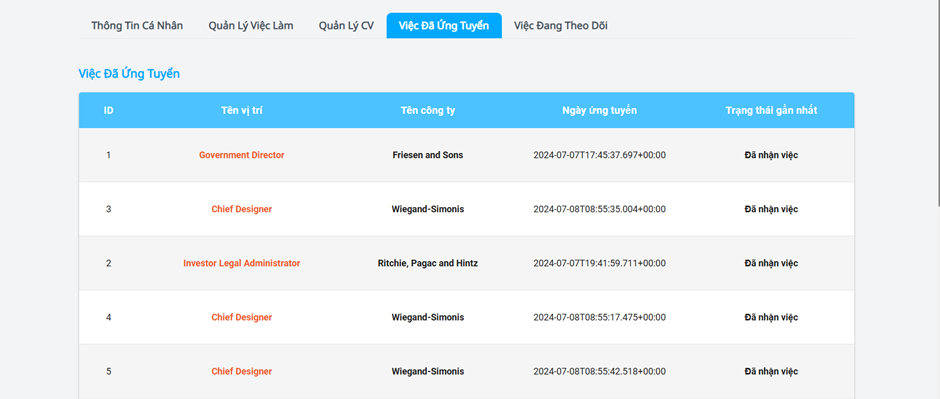 Thông Tin Cá Nhân Quản Lý Việc Làm Quản Lý CV Việc Đã Ứng Tuyển Việc Đang Theo Dõi
Việc Đã Ứng Tuyển
ID Tên vị trí Tên công ty Ngày ứng tuyển Trạng thái gần nhất
1 Government Director Friesen and Sons 2024-07-07T17:45:37.697+00:00 Đã nhận việc
3 Chief Designer Wiegand-Simonis 2024-07-08T08:55:35.004+00:00 Đã nhận việc
2 Investor Legal Administrator Ritchie, Pagac and Hintz 2024-07-07T19:41:59.711+00:00 Đã nhận việc
4 Chief Designer Wiegand-Simonis 2024-07-08T08:55:17.475+00:00 Đã nhận việc
5 Chief Designer Wiegand-Simonis 2024-07-08T08:55:42.518+00:00 Đã nhận việc